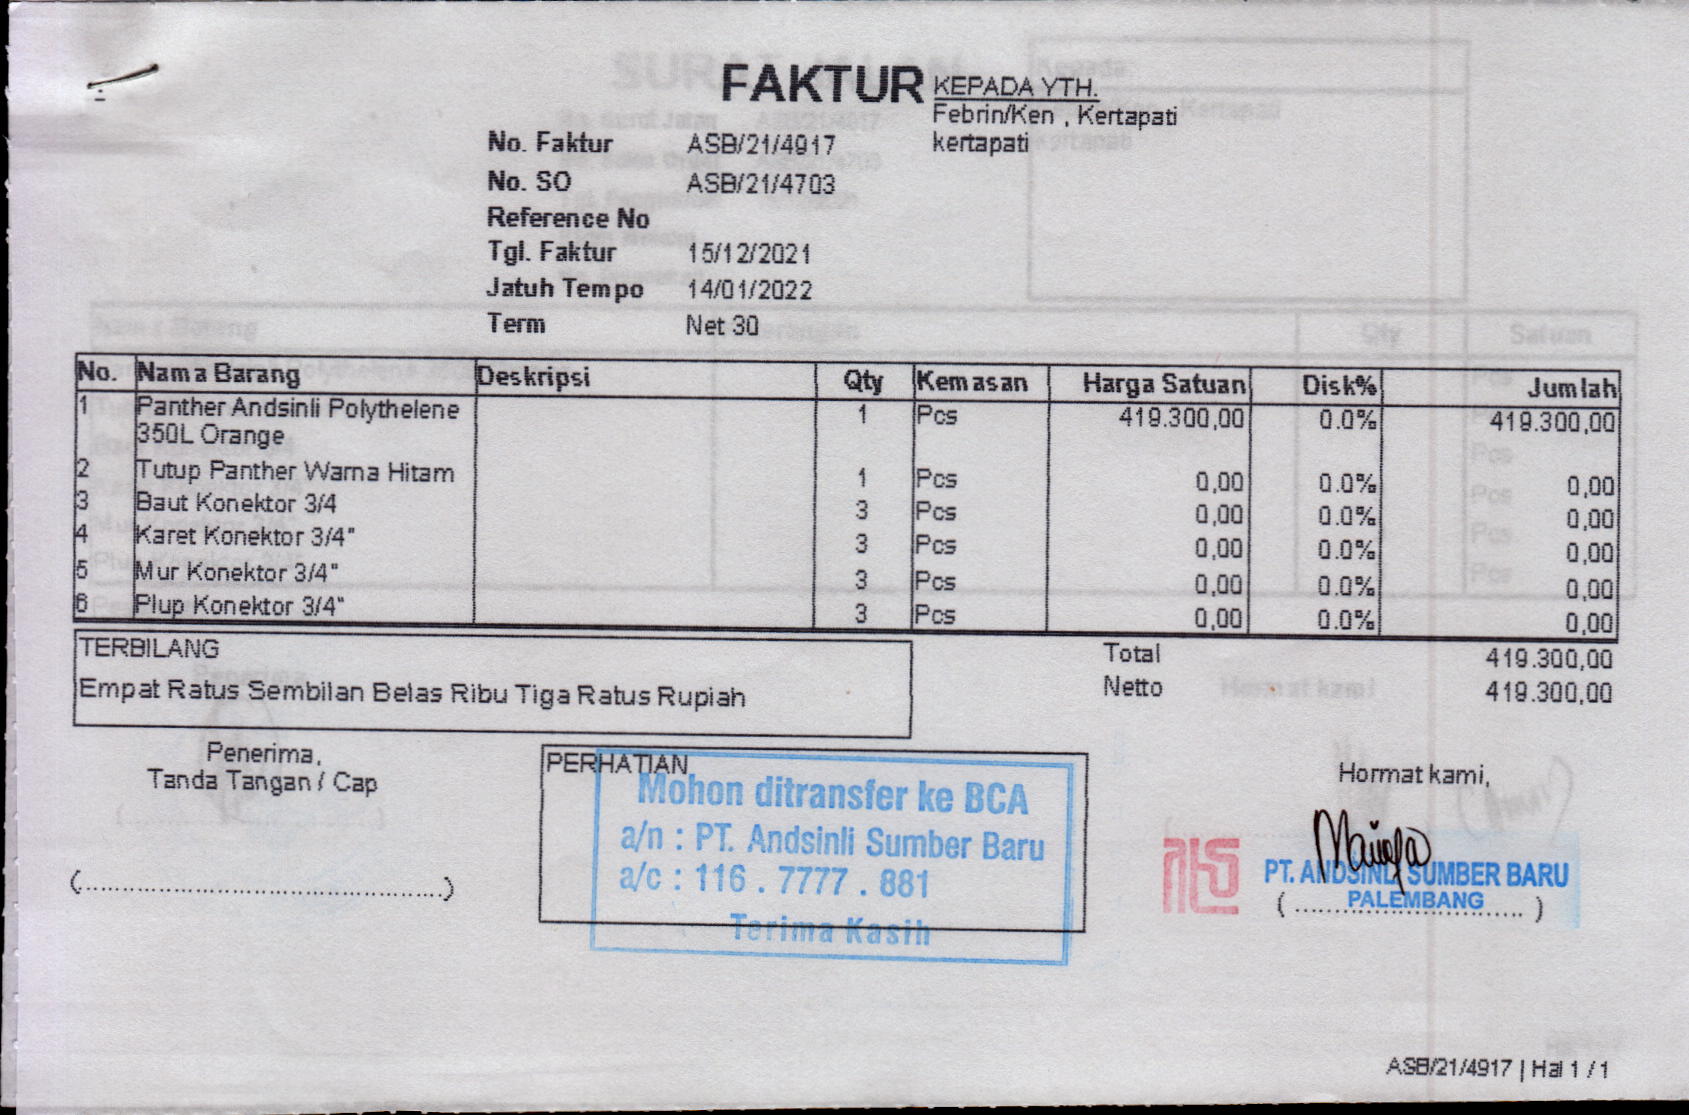 FAKTUR
KEPADA YTH.
Febrin/Ken , Kertapati
kertapati
No. Faktur ASB/21/4917
No. SO ASB/21/4703
Reference No
Tgl. Faktur 15/12/2021
Jatuh Tempo 14/01/2022
Term Net 30
No. Nama Barang Deskripsi Qty Kemasan Harga Satuan Disk% Jumlah
1 Panther Andsinli Polythelene 1 Pcs 419.300,00 0.0% 419.300,00
350L Orange
2 Tutup Panther Warna Hitam 1 Pcs 0,00 0.0% 0,00
3 Baut Konektor 3/4 3 Pcs 0,00 0.0% 0,00
4 Karet Konektor 3/4" 3 Pcs 0,00 0.0% 0,00
5 Mur Konektor 3/4" 3 Pcs 0,00 0.0% 0,00
6 Plup Konektor 3/4" 3 Pcs 0,00 0.0% 0,00
TERBILANG
Empat Ratus Sembilan Belas Ribu Tiga Ratus Rupiah
Total 419.300,00
Netto 419.300,00
Penerima,
Tanda Tangan / Cap
(.................................................)
PERHATIAN
Mohon ditransfer ke BCA
a/n : PT. Andsinli Sumber Baru
a/c : 116 . 7777 . 881
Terima Kasih
Hormat kami,
PT. ANDSINLI SUMBER BARU
PALEMBANG
( ................................ )
ASB/21/4917 | Hal 1 / 1